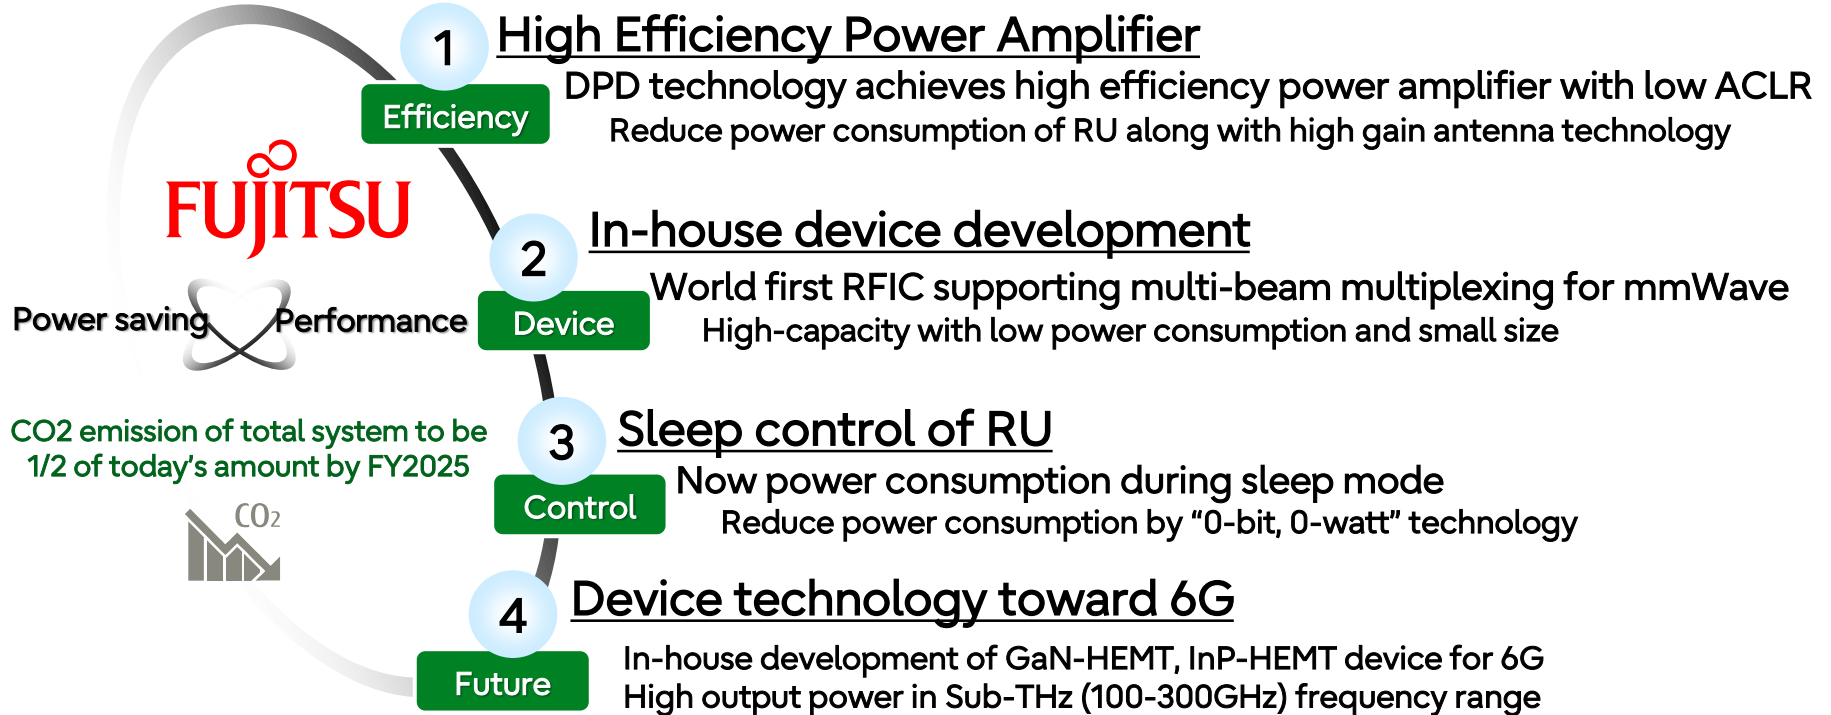 1
High Efficiency Power Amplifier
Efficiency
DPD technology achieves high efficiency power amplifier with low ACLR
Reduce power consumption of RU along with high gain antenna technology
FUJITSU
2
In-house device development
Power saving
Performance
Device
World first RFIC supporting multi-beam multiplexing for mmWave
High-capacity with low power consumption and small size
CO2 emission of total system to be
1/2 of today's amount by FY2025
CO2
3
Sleep control of RU
Control
Now power consumption during sleep mode
Reduce power consumption by “0-bit, 0-watt” technology
4
Device technology toward 6G
Future
In-house development of GaN-HEMT, InP-HEMT device for 6G
High output power in Sub-THz (100-300GHz) frequency range